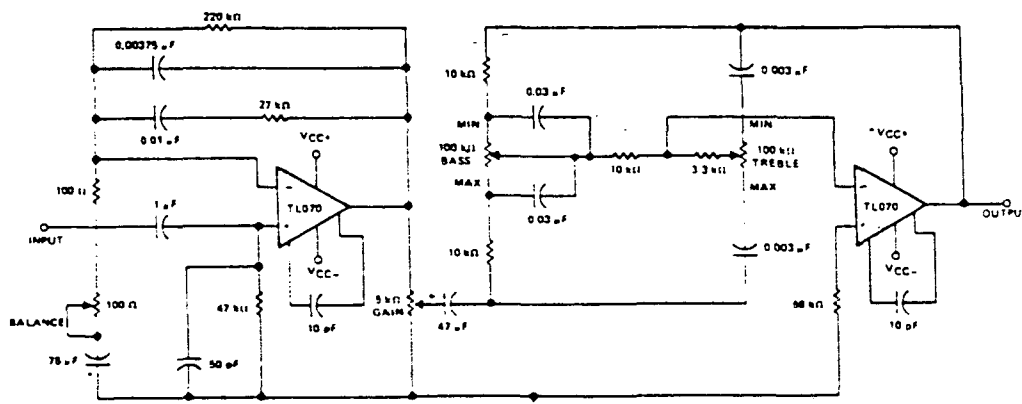 220 kΩ
0.00375 µF
27 kΩ
0.01 µF
VCC+
100 Ω
1 µF
−
TL070
+
INPUT
VCC−
100 Ω
BALANCE
47 kΩ
10 pF
5 kΩ
GAIN
+
47 µF
75 µF
+
50 pF
10 kΩ
0.03 µF
0.003 µF
MIN
MIN
VCC+
100 kΩ
BASS
10 kΩ
3.3 kΩ
100 kΩ
TREBLE
MAX
MAX
0.03 µF
−
TL070
+
OUTPUT
10 kΩ
0.003 µF
VCC−
10 pF